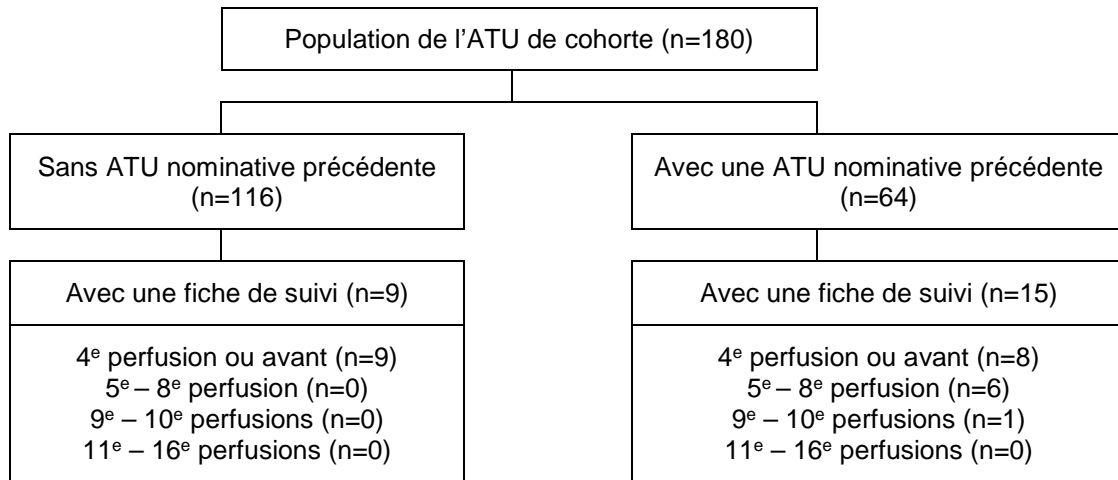 Population de l’ATU de cohorte (n=180)
Sans ATU nominative précédente
(n=116)
Avec une ATU nominative précédente
(n=64)
Avec une fiche de suivi (n=9)
4e perfusion ou avant (n=9)
5e – 8e perfusion (n=0)
9e – 10e perfusions (n=0)
11e – 16e perfusions (n=0)
Avec une fiche de suivi (n=15)
4e perfusion ou avant (n=8)
5e – 8e perfusion (n=6)
9e – 10e perfusions (n=1)
11e – 16e perfusions (n=0)